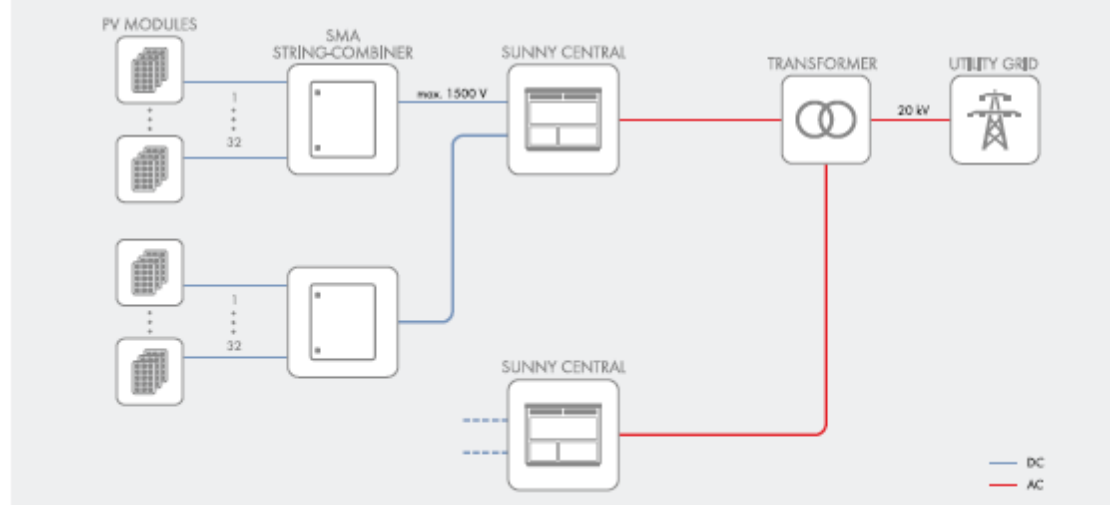 PV MODULES
SMA
STRING-COMBINER
SUNNY CENTRAL
TRANSFORMER
UTILITY GRID
max. 1500 V
20 kV
1
32
1
32
SUNNY CENTRAL
DC
AC